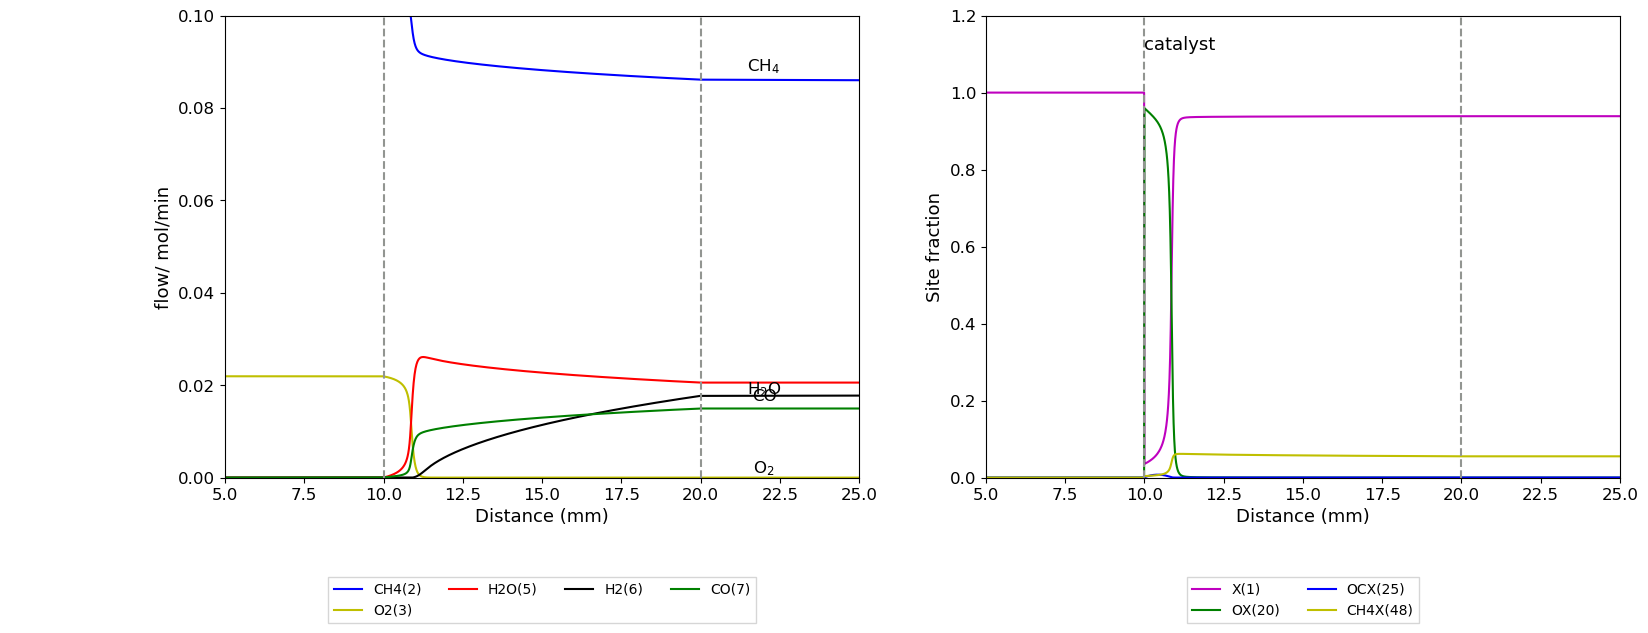 0.10
0.08
0.06
0.04
0.02
0.00
flow/ mol/min
CH₄
H₂O
CO
O₂
5.0 7.5 10.0 12.5 15.0 17.5 20.0 22.5 25.0
Distance (mm)
CH4(2) H2O(5) H2(6) CO(7)
O2(3)
1.2
1.0
0.8
0.6
0.4
0.2
0.0
Site fraction
catalyst
5.0 7.5 10.0 12.5 15.0 17.5 20.0 22.5 25.0
Distance (mm)
X(1) OCX(25)
OX(20) CH4X(48)